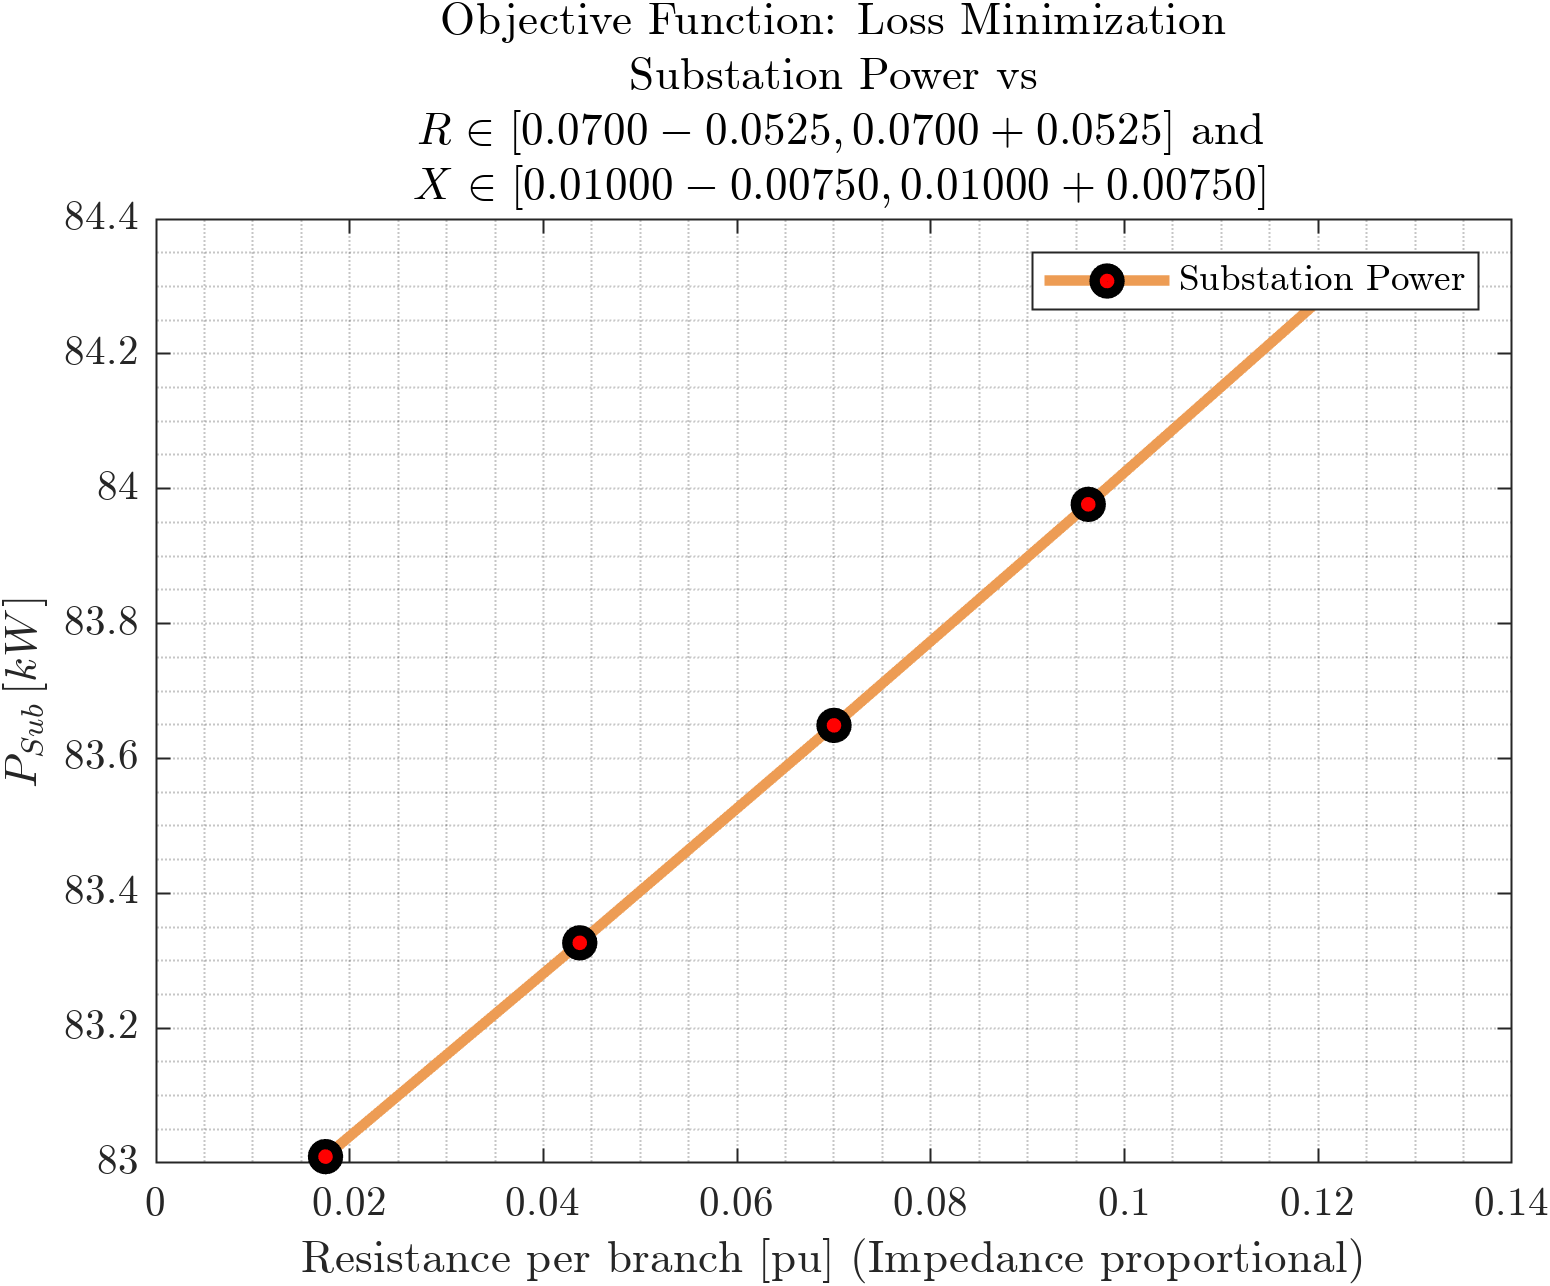 Objective Function: Loss Minimization
Substation Power vs
R ∈ [0.0700 − 0.0525, 0.0700 + 0.0525] and
X ∈ [0.01000 − 0.00750, 0.01000 + 0.00750]
84.4
84.2
84
83.8
83.6
83.4
83.2
83
P_{Sub} [kW]
Substation Power
0 0.02 0.04 0.06 0.08 0.1 0.12 0.14
Resistance per branch [pu] (Impedance proportional)